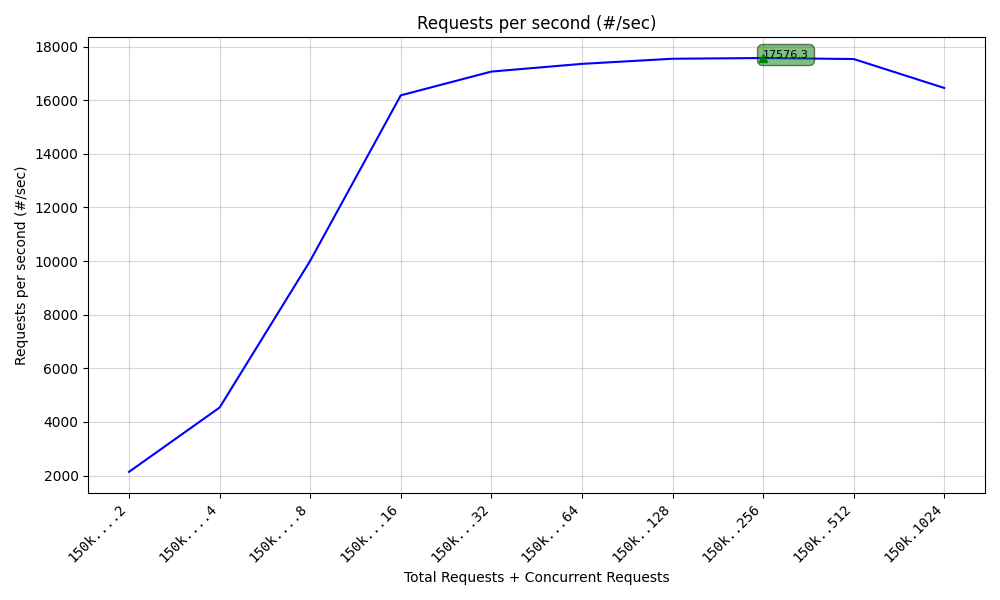 Requests per second (#/sec)
18000
16000
14000
12000
10000
8000
6000
4000
2000
Requests per second (#/sec)
17576.3
150k....2
150k....4
150k....8
150k...16
150k...32
150k...64
150k..128
150k..256
150k..512
150k.1024
Total Requests + Concurrent Requests